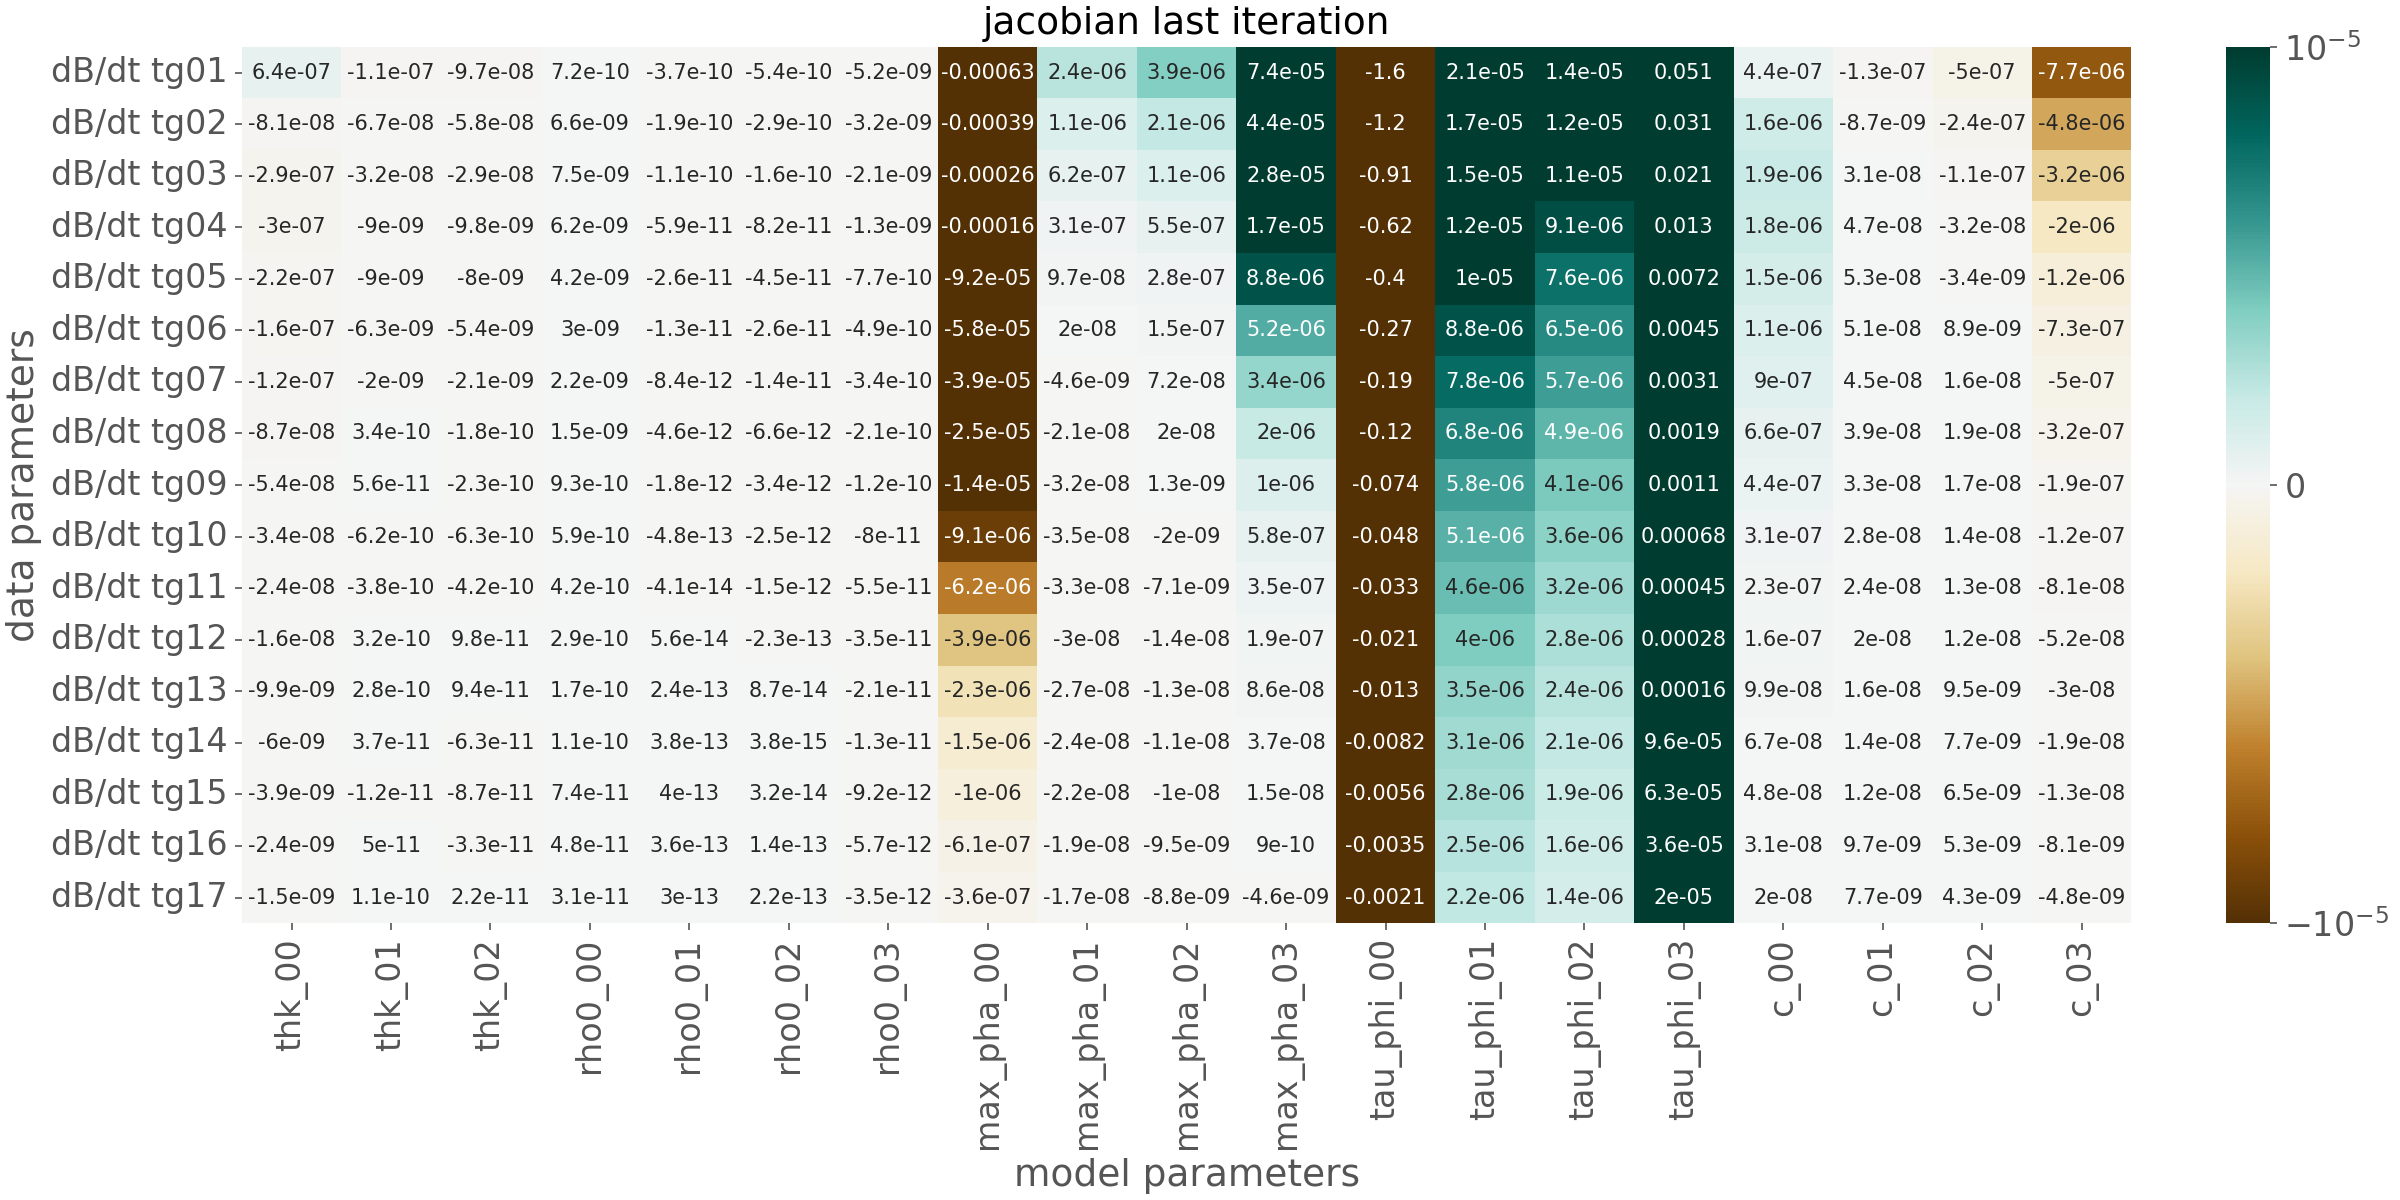 jacobian last iteration
dB/dt tg01 6.4e-07 -1.1e-07 -9.7e-08 7.2e-10 -3.7e-10 -5.4e-10 -5.2e-09 -0.00063 2.4e-06 3.9e-06 7.4e-05 -1.6 2.1e-05 1.4e-05 0.051 4.4e-07 -1.3e-07 -5e-07 -7.7e-06
dB/dt tg02 -8.1e-08 -6.7e-08 -5.8e-08 6.6e-09 -1.9e-10 -2.9e-10 -3.2e-09 -0.00039 1.1e-06 2.1e-06 4.4e-05 -1.2 1.7e-05 1.2e-05 0.031 1.6e-06 -8.7e-09 -2.4e-07 -4.8e-06
dB/dt tg03 -2.9e-07 -3.2e-08 -2.9e-08 7.5e-09 -1.1e-10 -1.6e-10 -2.1e-09 -0.00026 6.2e-07 1.1e-06 2.8e-05 -0.91 1.5e-05 1.1e-05 0.021 1.9e-06 3.1e-08 -1.1e-07 -3.2e-06
dB/dt tg04 -3e-07 -9e-09 -9.8e-09 6.2e-09 -5.9e-11 -8.2e-11 -1.3e-09 -0.00016 3.1e-07 5.5e-07 1.7e-05 -0.62 1.2e-05 9.1e-06 0.013 1.8e-06 4.7e-08 -3.2e-08 -2e-06
dB/dt tg05 -2.2e-07 -9e-09 -8e-09 4.2e-09 -2.6e-11 -4.5e-11 -7.7e-10 -9.2e-05 9.7e-08 2.8e-07 8.8e-06 -0.4 1e-05 7.6e-06 0.0072 1.5e-06 5.3e-08 -3.4e-09 -1.2e-06
dB/dt tg06 -1.6e-07 -6.3e-09 -5.4e-09 3e-09 -1.3e-11 -2.6e-11 -4.9e-10 -5.8e-05 2e-08 1.5e-07 5.2e-06 -0.27 8.8e-06 6.5e-06 0.0045 1.1e-06 5.1e-08 8.9e-09 -7.3e-07
dB/dt tg07 -1.2e-07 -2e-09 -2.1e-09 2.2e-09 -8.4e-12 -1.4e-11 -3.4e-10 -3.9e-05 -4.6e-09 7.2e-08 3.4e-06 -0.19 7.8e-06 5.7e-06 0.0031 9e-07 4.5e-08 1.6e-08 -5e-07
dB/dt tg08 -8.7e-08 3.4e-10 -1.8e-10 1.5e-09 -4.6e-12 -6.6e-12 -2.1e-10 -2.5e-05 -2.1e-08 2e-08 2e-06 -0.12 6.8e-06 4.9e-06 0.0019 6.6e-07 3.9e-08 1.9e-08 -3.2e-07
dB/dt tg09 -5.4e-08 5.6e-11 -2.3e-10 9.3e-10 -1.8e-12 -3.4e-12 -1.2e-10 -1.4e-05 -3.2e-08 1.3e-09 1e-06 -0.074 5.8e-06 4.1e-06 0.0011 4.4e-07 3.3e-08 1.7e-08 -1.9e-07
dB/dt tg10 -3.4e-08 -6.2e-10 -6.3e-10 5.9e-10 -4.8e-13 -2.5e-12 -8e-11 -9.1e-06 -3.5e-08 -2e-09 5.8e-07 -0.048 5.1e-06 3.6e-06 0.00068 3.1e-07 2.8e-08 1.4e-08 -1.2e-07
dB/dt tg11 -2.4e-08 -3.8e-10 -4.2e-10 4.2e-10 -4.1e-14 -1.5e-12 -5.5e-11 -6.2e-06 -3.3e-08 -7.1e-09 3.5e-07 -0.033 4.6e-06 3.2e-06 0.00045 2.3e-07 2.4e-08 1.3e-08 -8.1e-08
dB/dt tg12 -1.6e-08 3.2e-10 9.8e-11 2.9e-10 5.6e-14 -2.3e-13 -3.5e-11 -3.9e-06 -3e-08 -1.4e-08 1.9e-07 -0.021 4e-06 2.8e-06 0.00028 1.6e-07 2e-08 1.2e-08 -5.2e-08
dB/dt tg13 -9.9e-09 2.8e-10 9.4e-11 1.7e-10 2.4e-13 8.7e-14 -2.1e-11 -2.3e-06 -2.7e-08 -1.3e-08 8.6e-08 -0.013 3.5e-06 2.4e-06 0.00016 9.9e-08 1.6e-08 9.5e-09 -3e-08
dB/dt tg14 -6e-09 3.7e-11 -6.3e-11 1.1e-10 3.8e-13 3.8e-15 -1.3e-11 -1.5e-06 -2.4e-08 -1.1e-08 3.7e-08 -0.0082 3.1e-06 2.1e-06 9.6e-05 6.7e-08 1.4e-08 7.7e-09 -1.9e-08
dB/dt tg15 -3.9e-09 -1.2e-11 -8.7e-11 7.4e-11 4e-13 3.2e-14 -9.2e-12 -1e-06 -2.2e-08 -1e-08 1.5e-08 -0.0056 2.8e-06 1.9e-06 6.3e-05 4.8e-08 1.2e-08 6.5e-09 -1.3e-08
dB/dt tg16 -2.4e-09 5e-11 -3.3e-11 4.8e-11 3.6e-13 1.4e-13 -5.7e-12 -6.1e-07 -1.9e-08 -9.5e-09 9e-10 -0.0035 2.5e-06 1.6e-06 3.6e-05 3.1e-08 9.7e-09 5.3e-09 -8.1e-09
dB/dt tg17 -1.5e-09 1.1e-10 2.2e-11 3.1e-11 3e-13 2.2e-13 -3.5e-12 -3.6e-07 -1.7e-08 -8.8e-09 -4.6e-09 -0.0021 2.2e-06 1.4e-06 2e-05 2e-08 7.7e-09 4.3e-09 -4.8e-09
thk_00 thk_01 thk_02 rho0_00 rho0_01 rho0_02 rho0_03 max_pha_00 max_pha_01 max_pha_02 max_pha_03 tau_phi_00 tau_phi_01 tau_phi_02 tau_phi_03 c_00 c_01 c_02 c_03
model parameters
data parameters
10⁻⁵
0
−10⁻⁵